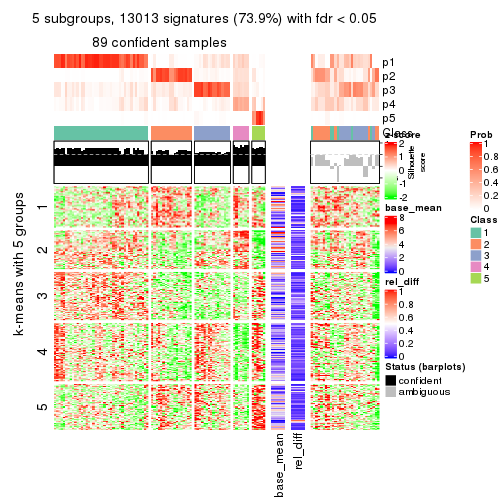 5 subgroups, 13013 signatures (73.9%) with fdr < 0.05
89 confident samples
p1
p2
p3
p4
p5
Class
1
2
3
4
5
k-means with 5 groups
base_mean
rel_diff
z-score
2
1
0
-1
-2
Silhouette
score
base_mean
8
6
4
2
0
rel_diff
1
0.8
0.6
0.4
0.2
0
Status (barplots)
confident
ambiguous
Prob
1
0.8
0.6
0.4
0.2
0
Class
1
2
3
4
5